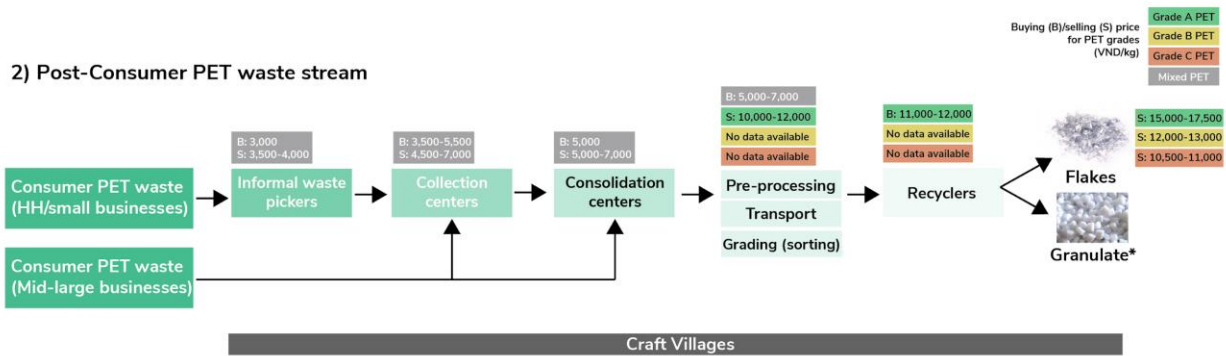 Buying (B)/selling (S) price
for PET grades
(VND/kg)
Grade A PET
Grade B PET
Grade C PET
Mixed PET
2) Post-Consumer PET waste stream
B: 3,000
S: 3,500-4,000
B: 3,500-5,500
S: 4,500-7,000
B: 5,000
S: 5,000-7,000
B: 5,000-7,000
S: 10,000-12,000
No data available
No data available
B: 11,000-12,000
No data available
No data available
S: 15,000-17,500
S: 12,000-13,000
S: 10,500-11,000
Consumer PET waste
(HH/small businesses)
Informal waste
pickers
Collection
centers
Consolidation
centers
Pre-processing
Transport
Grading (sorting)
Recyclers
Flakes
Granulate*
Consumer PET waste
(Mid-large businesses)
Craft Villages